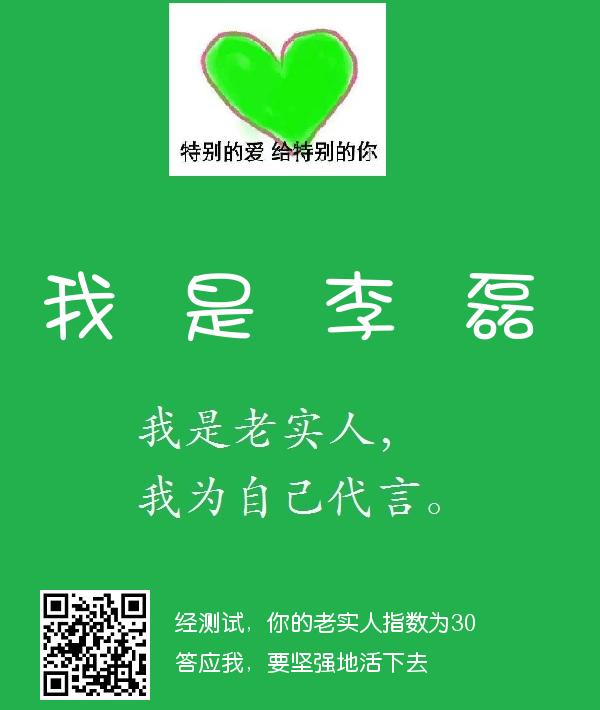 特别的爱 给特别的你
我是李磊
我是老实人，
我为自己代言。
经测试，你的老实人指数为30
答应我，要坚强地活下去